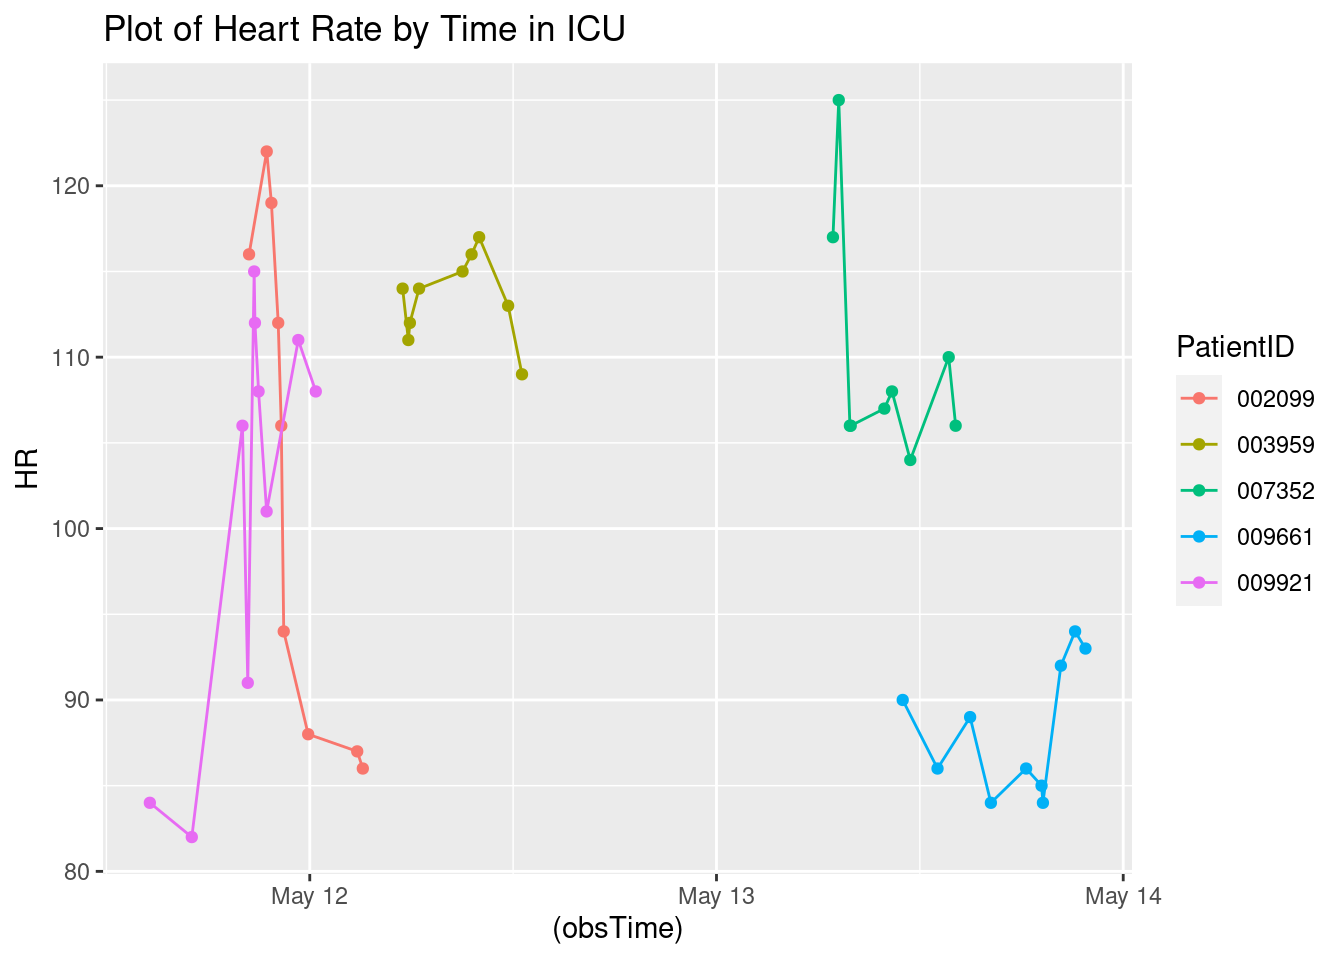 Plot of Heart Rate by Time in ICU
120
110
100
90
80
HR
May 12
May 13
May 14
(obsTime)
PatientID
002099
003959
007352
009661
009921